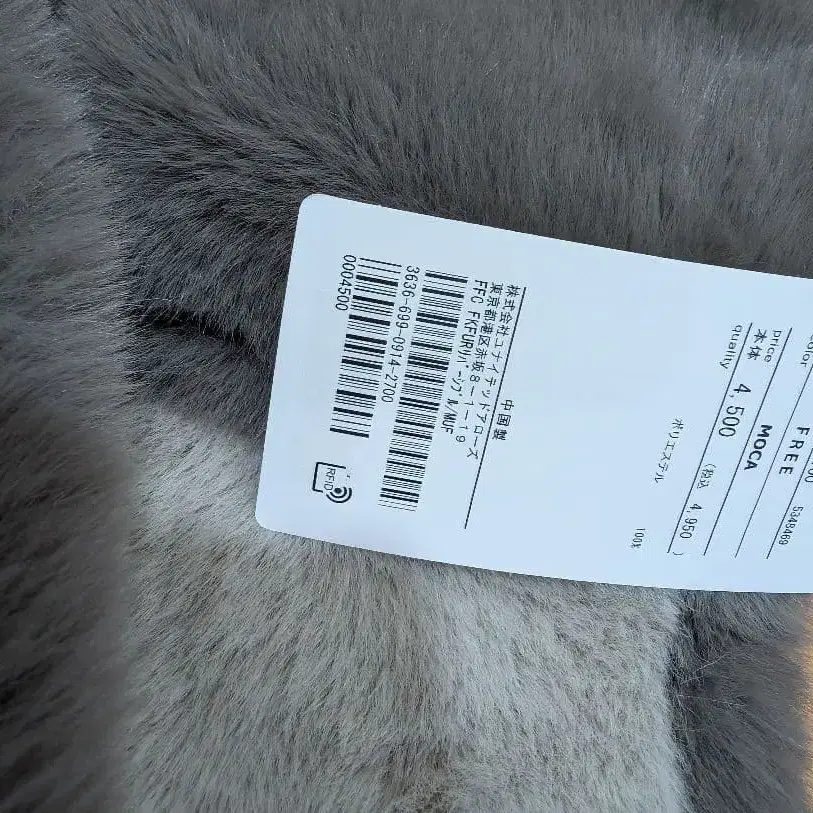 color
5348469
FREE
MOCA
price
本体 4,500
(税込 4,950)
quality
ポリエステル
100%
中国製
株式会社ユナイテッドアローズ
東京都港区赤坂8-1-19
FFC FKFURリバーシブル/MUF
3636-699-0914-2700
0004500
RFID